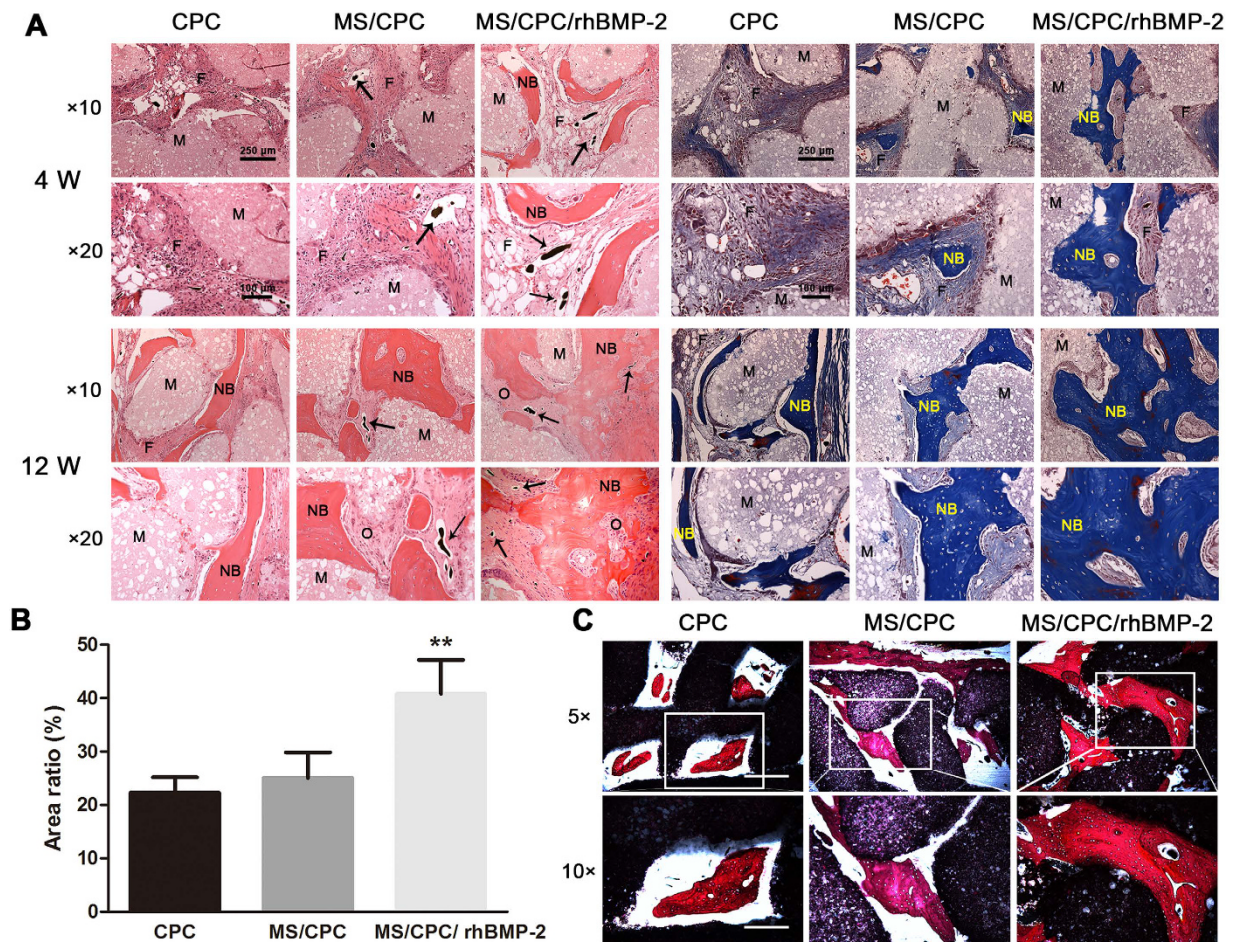 A
CPC MS/CPC MS/CPC/rhBMP-2 CPC MS/CPC MS/CPC/rhBMP-2
×10
F M 250 μm
F M
NB M F
F M 250 μm
M NB F
NB F
4 W
×20
M F 100 μm
F M
NB F
F M 100 μm
NB F M
M NB F
×10
M NB F
NB M
M NB O
F M NB
NB M
M NB
12 W
×20
M NB
NB O M
NB O
M NB
NB M
NB
B
Area ratio (%)
50
40
30
20
10
0
**
CPC MS/CPC MS/CPC/ rhBMP-2
C
CPC MS/CPC MS/CPC/rhBMP-2
5×
10×